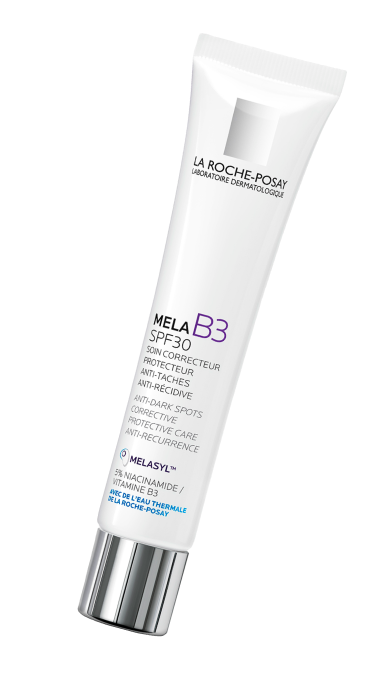 LA ROCHE-POSAY
LABORATOIRE DERMATOLOGIQUE
MELA B3
SPF30
SOIN CORRECTEUR
PROTECTEUR
ANTI-TACHES
ANTI-RÉCIDIVE
ANTI-DARK SPOTS
CORRECTIVE
PROTECTIVE CARE
ANTI-RECURRENCE
MELASYL™
5% NIACINAMIDE /
VITAMINE B3
AVEC DE L'EAU THERMALE
DE LA ROCHE-POSAY